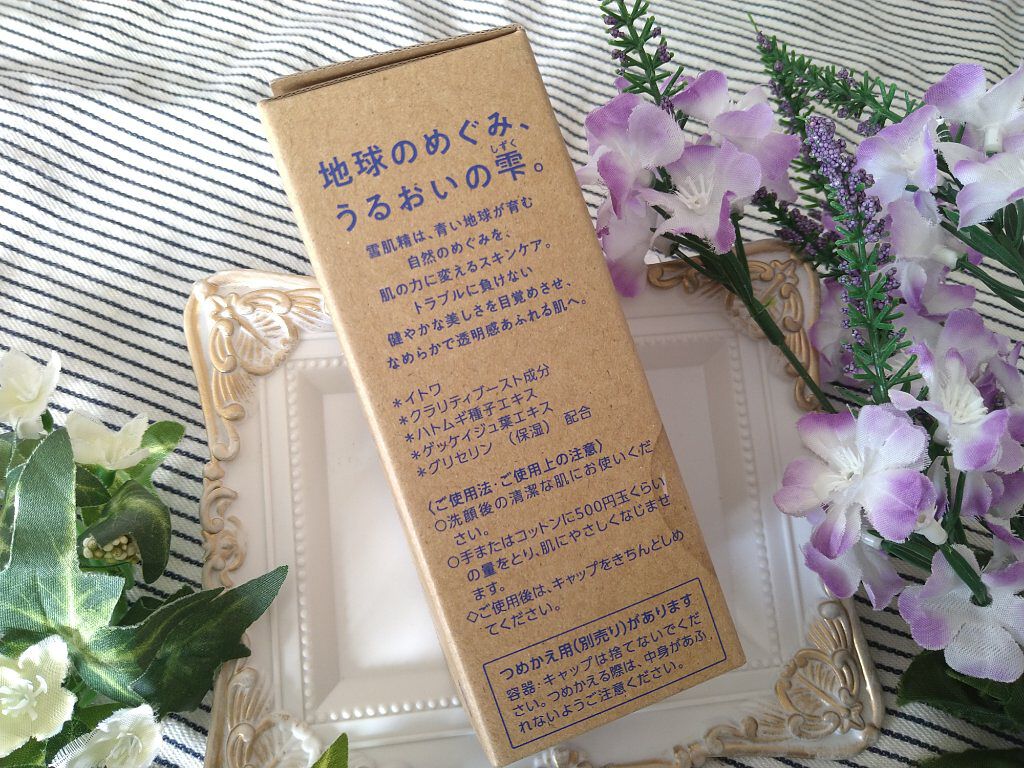 地球のめぐみ、
うるおいの雫。
しずく
雪肌精は、青い地球が育む
自然のめぐみを、
肌の力に変えるスキンケア。
トラブルに負けない
健やかな美しさを目覚めさせ、
なめらかで透明感あふれる肌へ。
*イトワ
*クラリティブースト成分
*ハトムギ種子エキス
*ゲッケイジュ葉エキス
*グリセリン (保湿) 配合
〈ご使用法:ご使用上の注意〉
○洗顔後の清潔な肌にお使いくだ
さい。
○手またはコットンに500円玉くらい
の量をとり、肌にやさしくなじませ
ます。
◇ご使用後は、キャップをきちんとしめ
てください。
つめかえ用(別売り)があります
容器:キャップは捨てないでくだ
さい。つめかえる際は、中身があふ
れないようご注意ください。